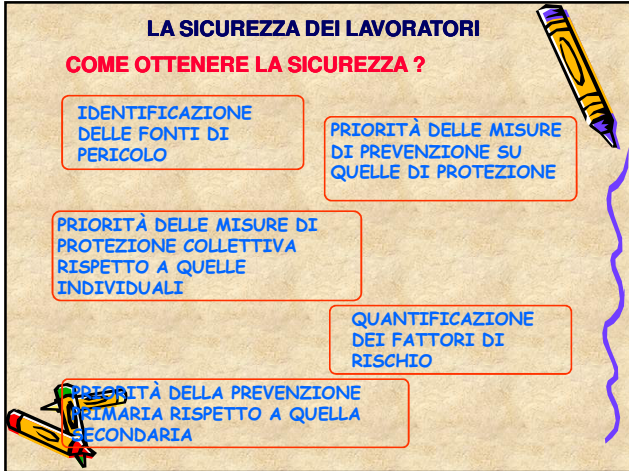 LA SICUREZZA DEI LAVORATORI
COME OTTENERE LA SICUREZZA ?
IDENTIFICAZIONE
DELLE FONTI DI
PERICOLO
PRIORITÀ DELLE MISURE
DI PREVENZIONE SU
QUELLE DI PROTEZIONE
PRIORITÀ DELLE MISURE DI
PROTEZIONE COLLETTIVA
RISPETTO A QUELLE
INDIVIDUALI
QUANTIFICAZIONE
DEI FATTORI DI
RISCHIO
PRIORITÀ DELLA PREVENZIONE
PRIMARIA RISPETTO A QUELLA
SECONDARIA